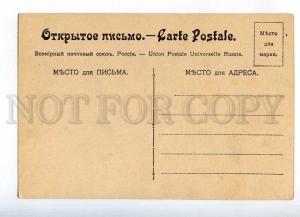 Открытое письмо.—Carte Postale.
Всемірный почтовый союзъ. Россія. — Union Postale Universelle Russie.
Мѣсто для марки.
МѢСТО для ПИСЬМА.
МѢСТО для АДРЕСА.
NOT FOR COPY